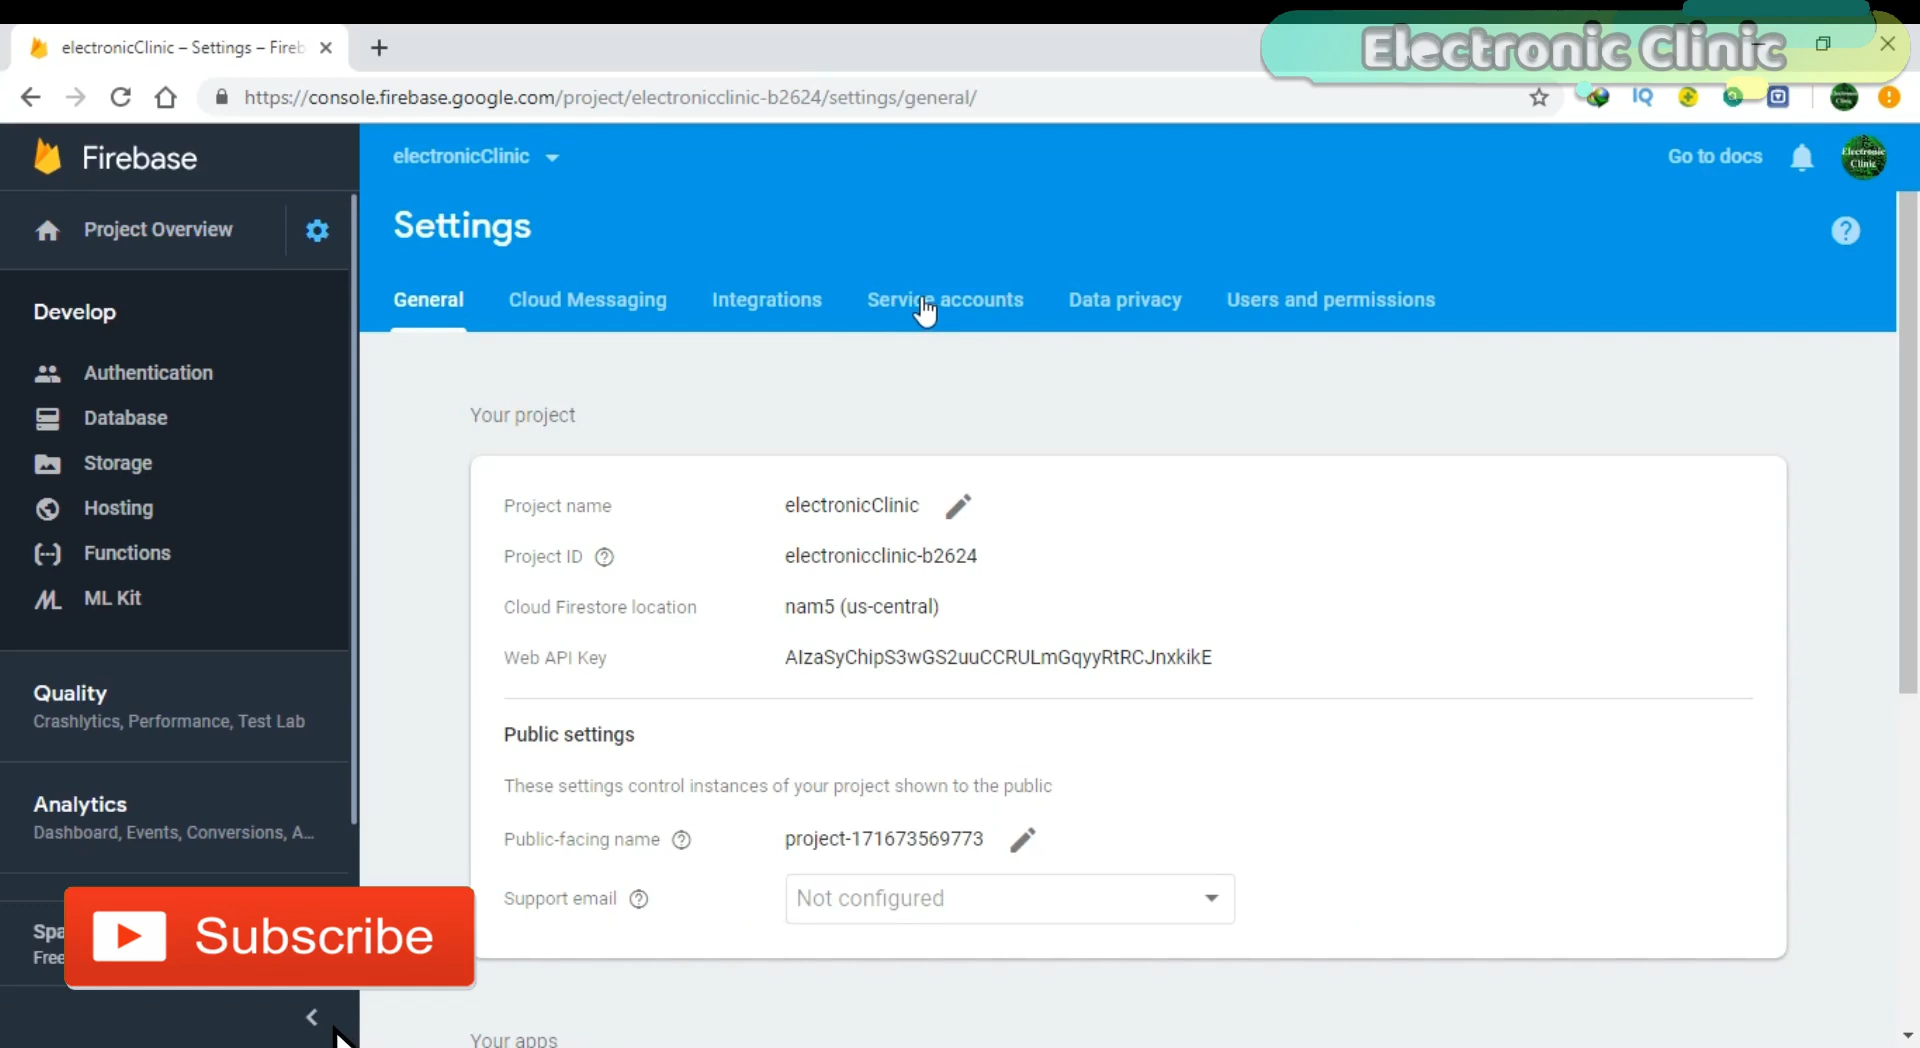 electronicClinic – Settings – Fireb
Electronic Clinic
https://console.firebase.google.com/project/electronicclinic-b2624/settings/general/
IQ
Firebase
electronicClinic
Go to docs
Electronic
Clinic
Project Overview
Settings
General
Cloud Messaging
Integrations
Service accounts
Data privacy
Users and permissions
Develop
Authentication
Database
Storage
Hosting
Functions
ML Kit
Quality
Crashlytics, Performance, Test Lab
Analytics
Dashboard, Events, Conversions, A...
Spa
Free
Subscribe
Your project
Project name
electronicClinic
Project ID
electronicclinic-b2624
Cloud Firestore location
nam5 (us-central)
Web API Key
AIzaSyChipS3wGS2uuCCRULmGqyyRtRCJnxkikE
Public settings
These settings control instances of your project shown to the public
Public-facing name
project-171673569773
Support email
Not configured
Your apps